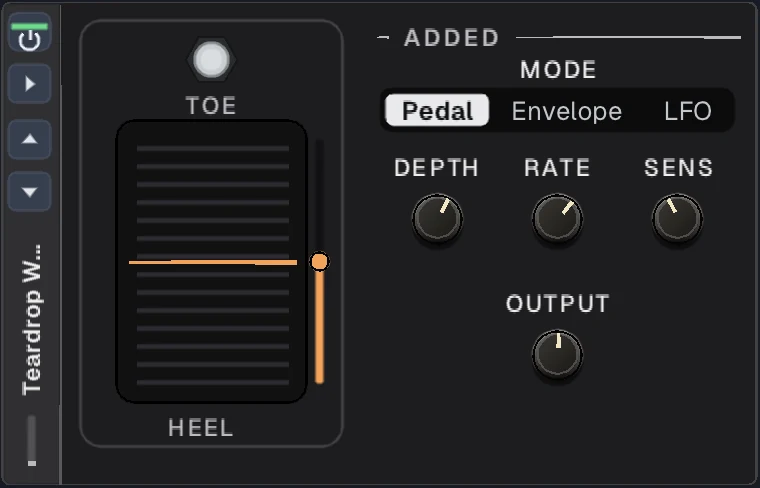 Teardrop W...
TOE
HEEL
ADDED
MODE
Pedal Envelope LFO
DEPTH RATE SENS
OUTPUT